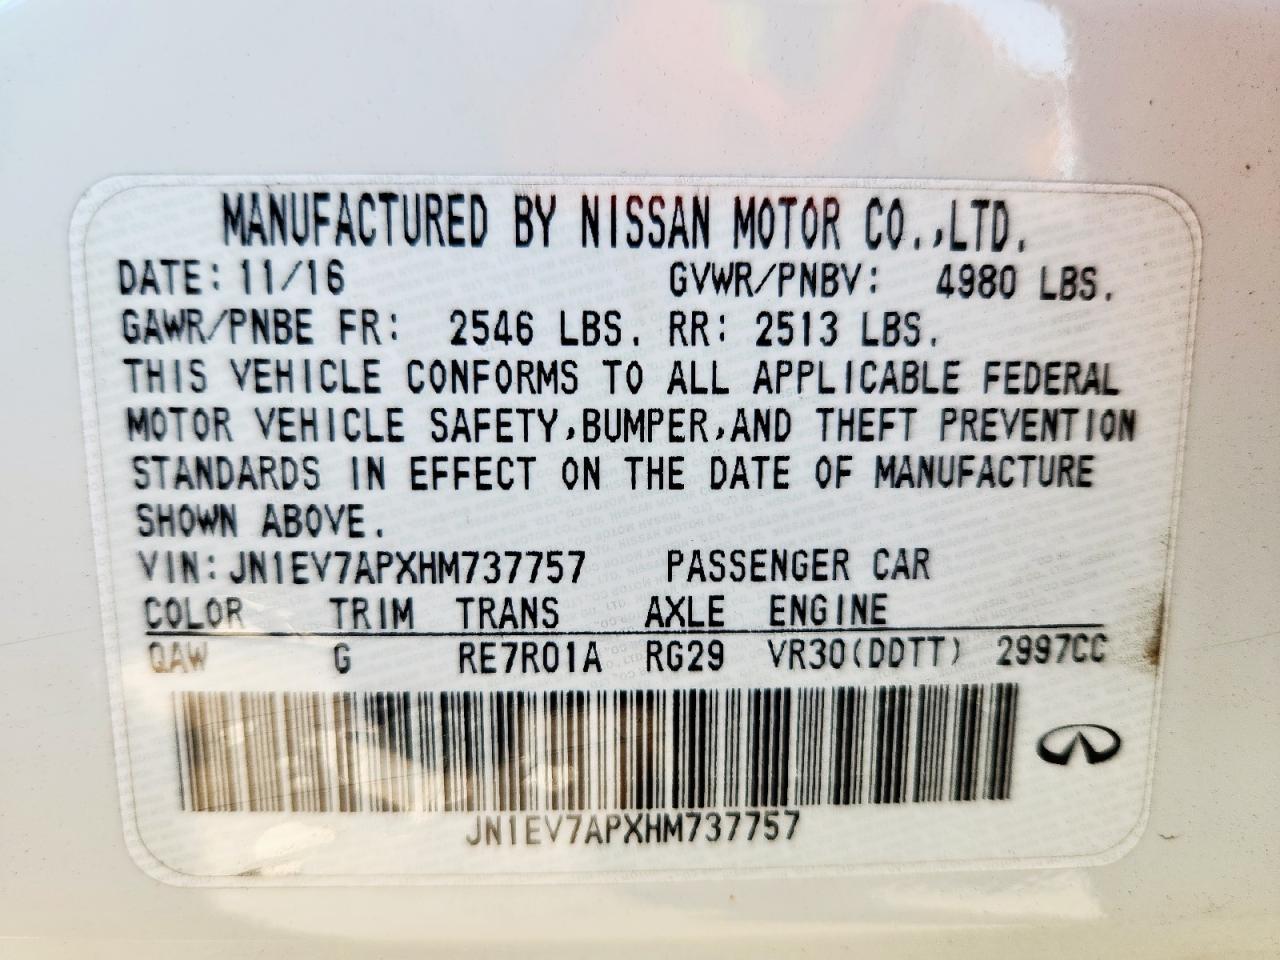 MANUFACTURED BY NISSAN MOTOR CO.,LTD.
DATE: 11/16 GVWR/PNBV: 4980 LBS.
GAWR/PNBE FR: 2546 LBS. RR: 2513 LBS.
THIS VEHICLE CONFORMS TO ALL APPLICABLE FEDERAL
MOTOR VEHICLE SAFETY,BUMPER,AND THEFT PREVENTION
STANDARDS IN EFFECT ON THE DATE OF MANUFACTURE
SHOWN ABOVE.
VIN: JN1EV7APXHM737757 PASSENGER CAR
COLOR TRIM TRANS AXLE ENGINE
QAW G RE7R01A RG29 VR30(DDTT) 2997CC
JN1EV7APXHM737757